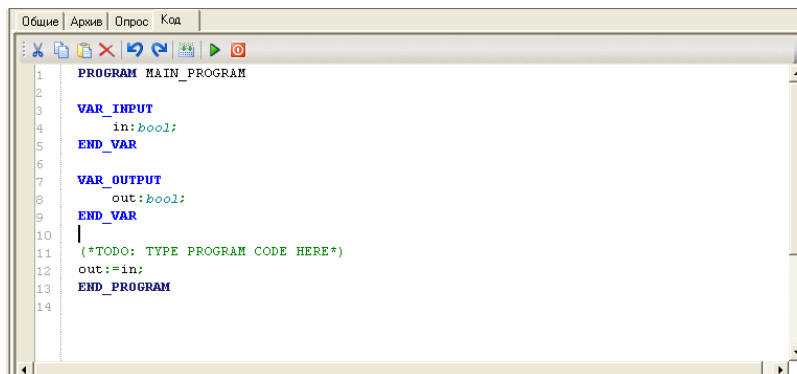 Общие Архив Опрос Код
1 PROGRAM MAIN_PROGRAM
2
3 VAR_INPUT
4 in:bool;
5 END_VAR
6
7 VAR_OUTPUT
8 out:bool;
9 END_VAR
10
11 (*TODO: TYPE PROGRAM CODE HERE*)
12 out:=in;
13 END_PROGRAM
14